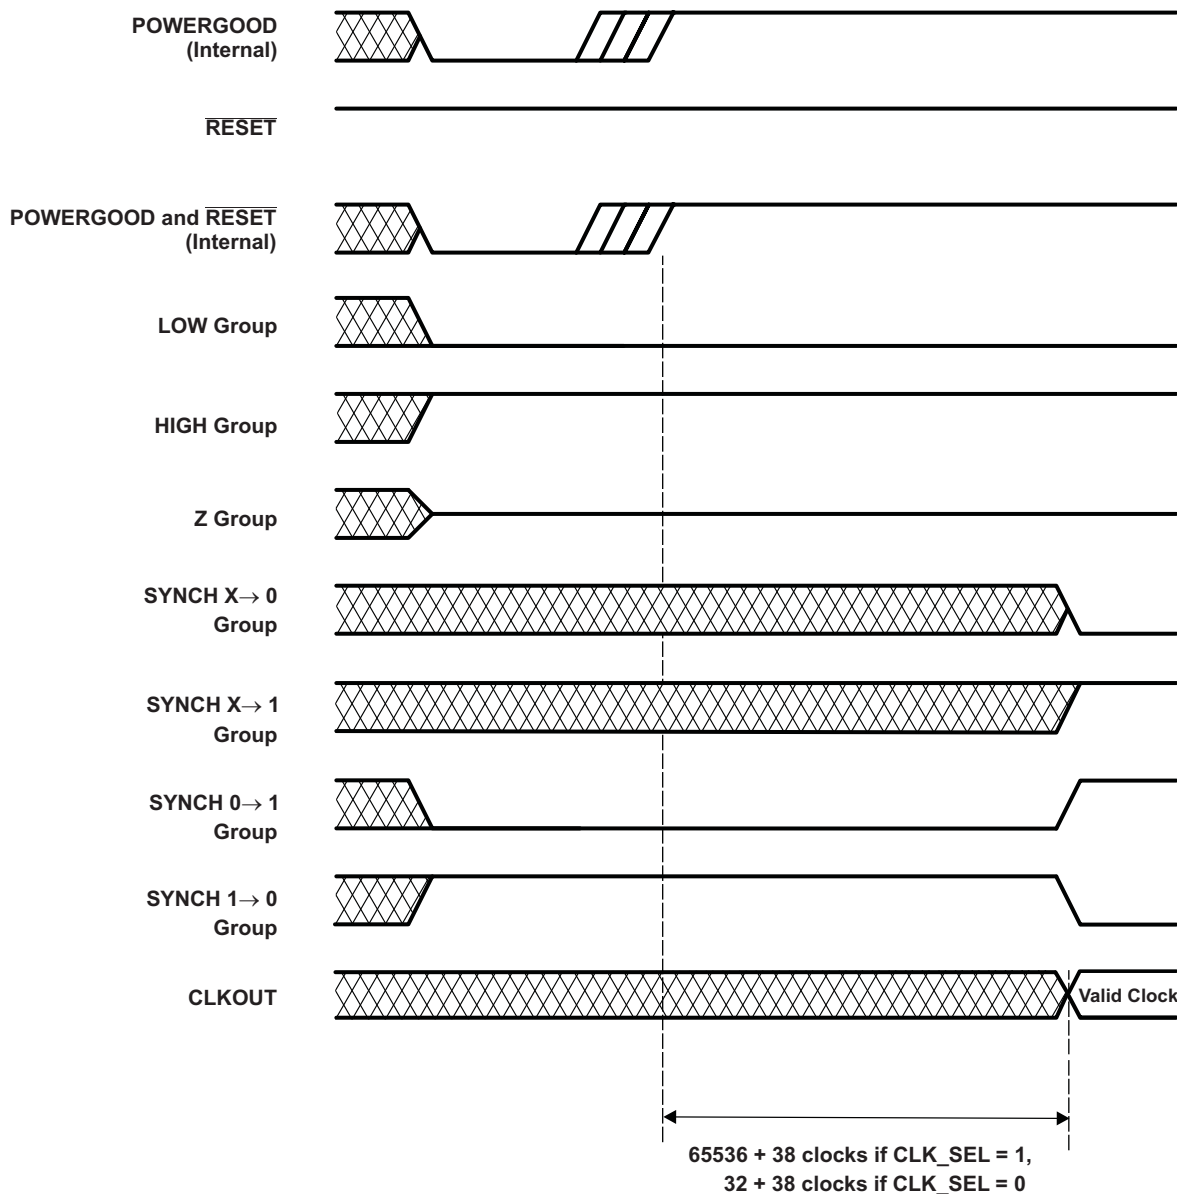 POWERGOOD
(Internal)
RESET
POWERGOOD and RESET
(Internal)
LOW Group
HIGH Group
Z Group
SYNCH X→ 0
Group
SYNCH X→ 1
Group
SYNCH 0→ 1
Group
SYNCH 1→ 0
Group
CLKOUT
Valid Clock
65536 + 38 clocks if CLK_SEL = 1,
32 + 38 clocks if CLK_SEL = 0